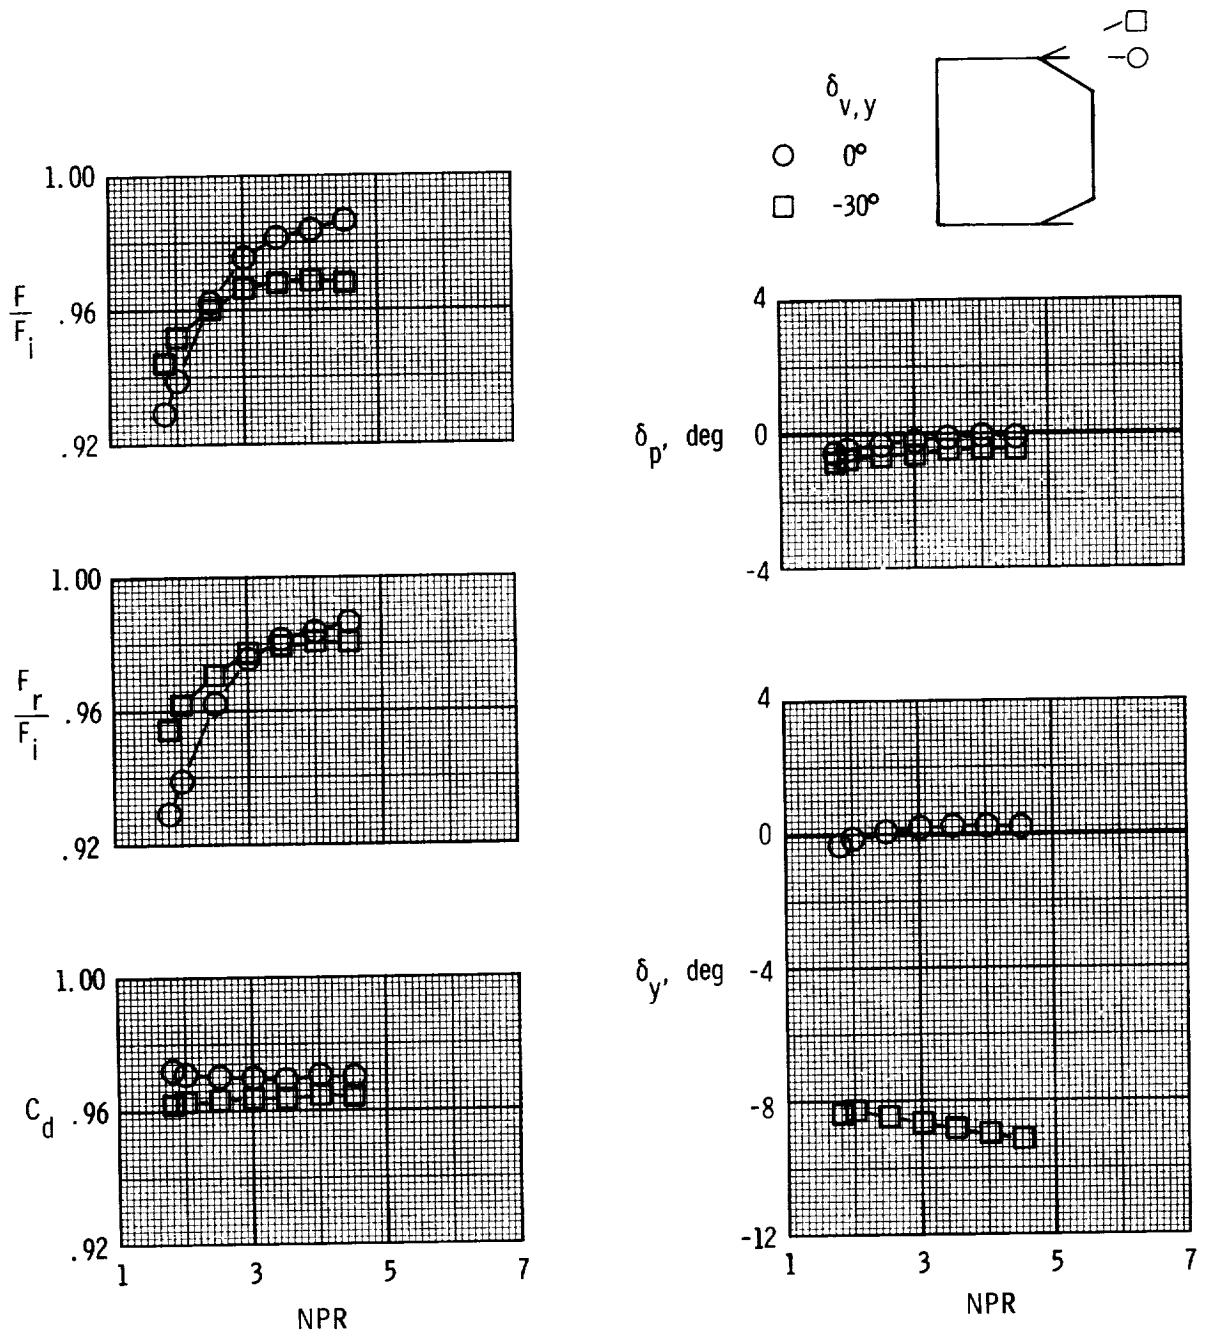 δv,y
0°
-30°
1.00
F/Fi
.96
.92
4
δp, deg
0
-4
1.00
Fr/Fi
.96
.92
4
0
δy, deg
-4
-8
-12
1 3 5 7
NPR
1.00
Cd
.96
.92
1 3 5 7
NPR